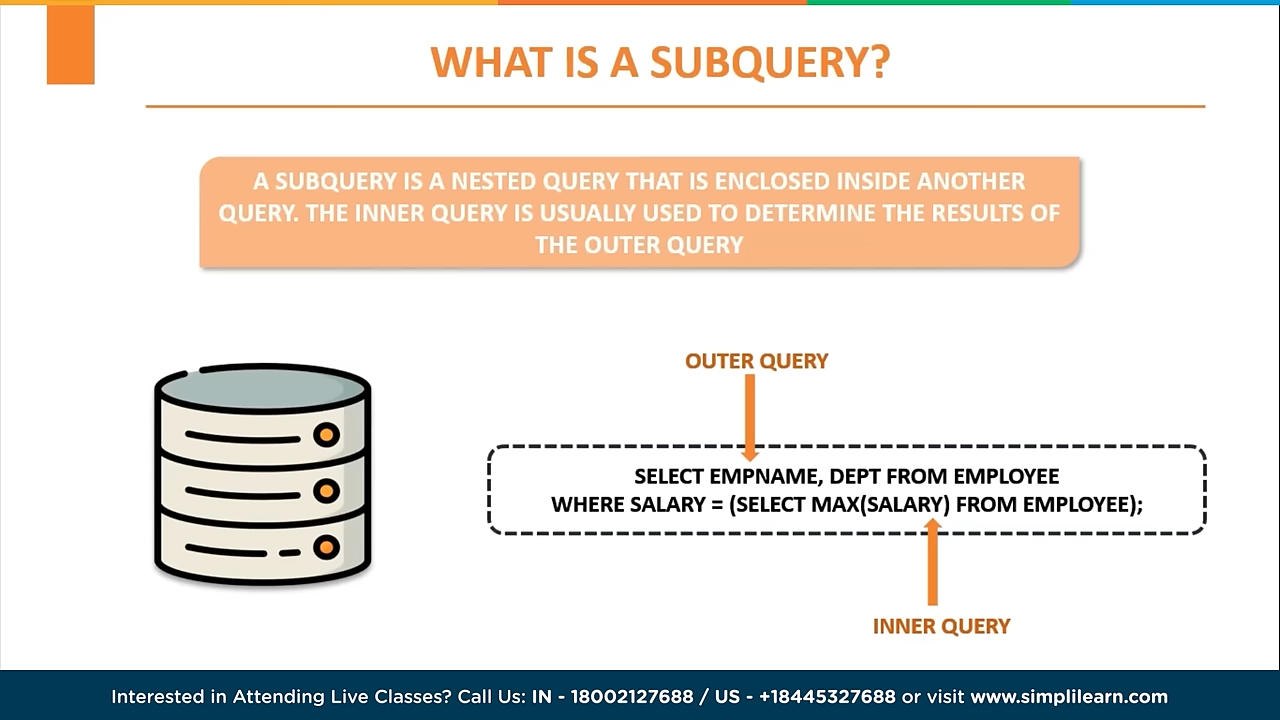 WHAT IS A SUBQUERY?
A SUBQUERY IS A NESTED QUERY THAT IS ENCLOSED INSIDE ANOTHER
QUERY. THE INNER QUERY IS USUALLY USED TO DETERMINE THE RESULTS OF
THE OUTER QUERY
OUTER QUERY
SELECT EMPNAME, DEPT FROM EMPLOYEE
WHERE SALARY = (SELECT MAX(SALARY) FROM EMPLOYEE);
INNER QUERY
Interested in Attending Live Classes? Call Us: IN - 18002127688 / US - +18445327688 or visit www.simplilearn.com